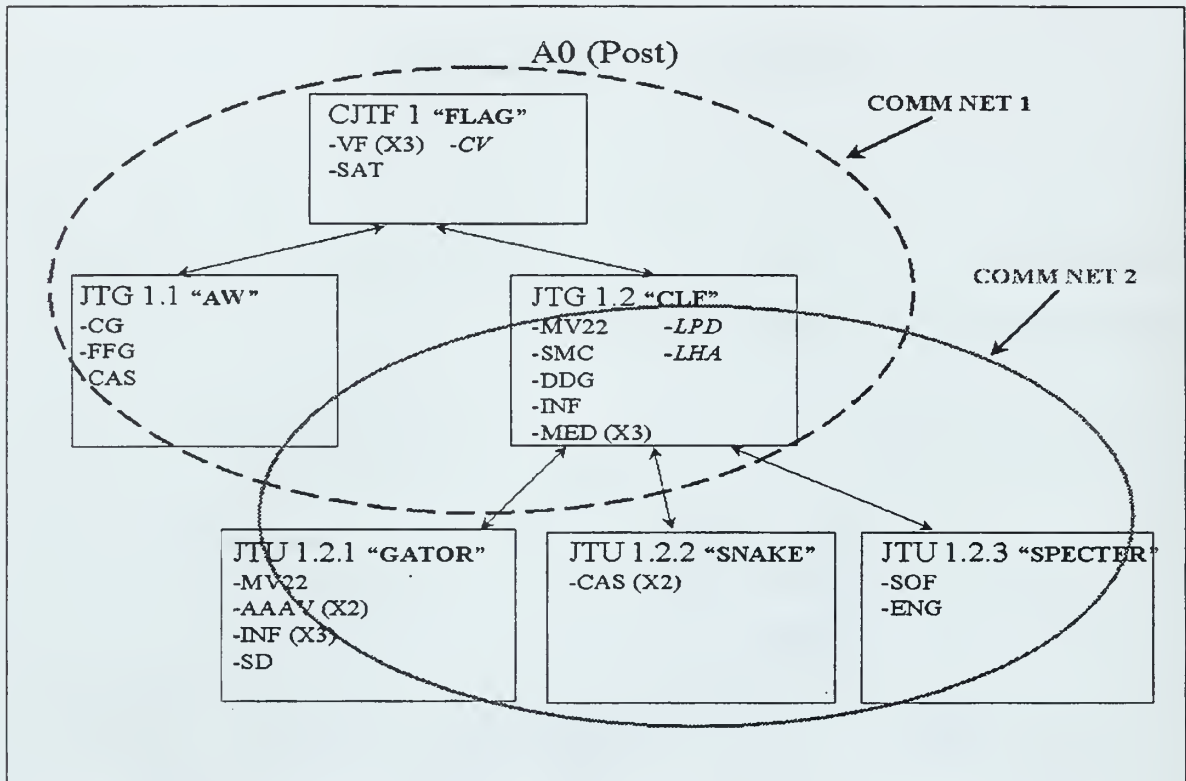 A0 (Post)
COMM NET 1
CJTF 1 "FLAG"
-VF (X3) -CV
-SAT
COMM NET 2
JTG 1.1 "AW"
-CG
-FFG
-CAS
JTG 1.2 "CLF"
-MV22 -LPD
-SMC -LHA
-DDG
-INF
-MED (X3)
JTU 1.2.1 "GATOR"
-MV22
-AAAV (X2)
-INF (X3)
-SD
JTU 1.2.2 "SNAKE"
-CAS (X2)
JTU 1.2.3 "SPECTER"
-SOF
-ENG